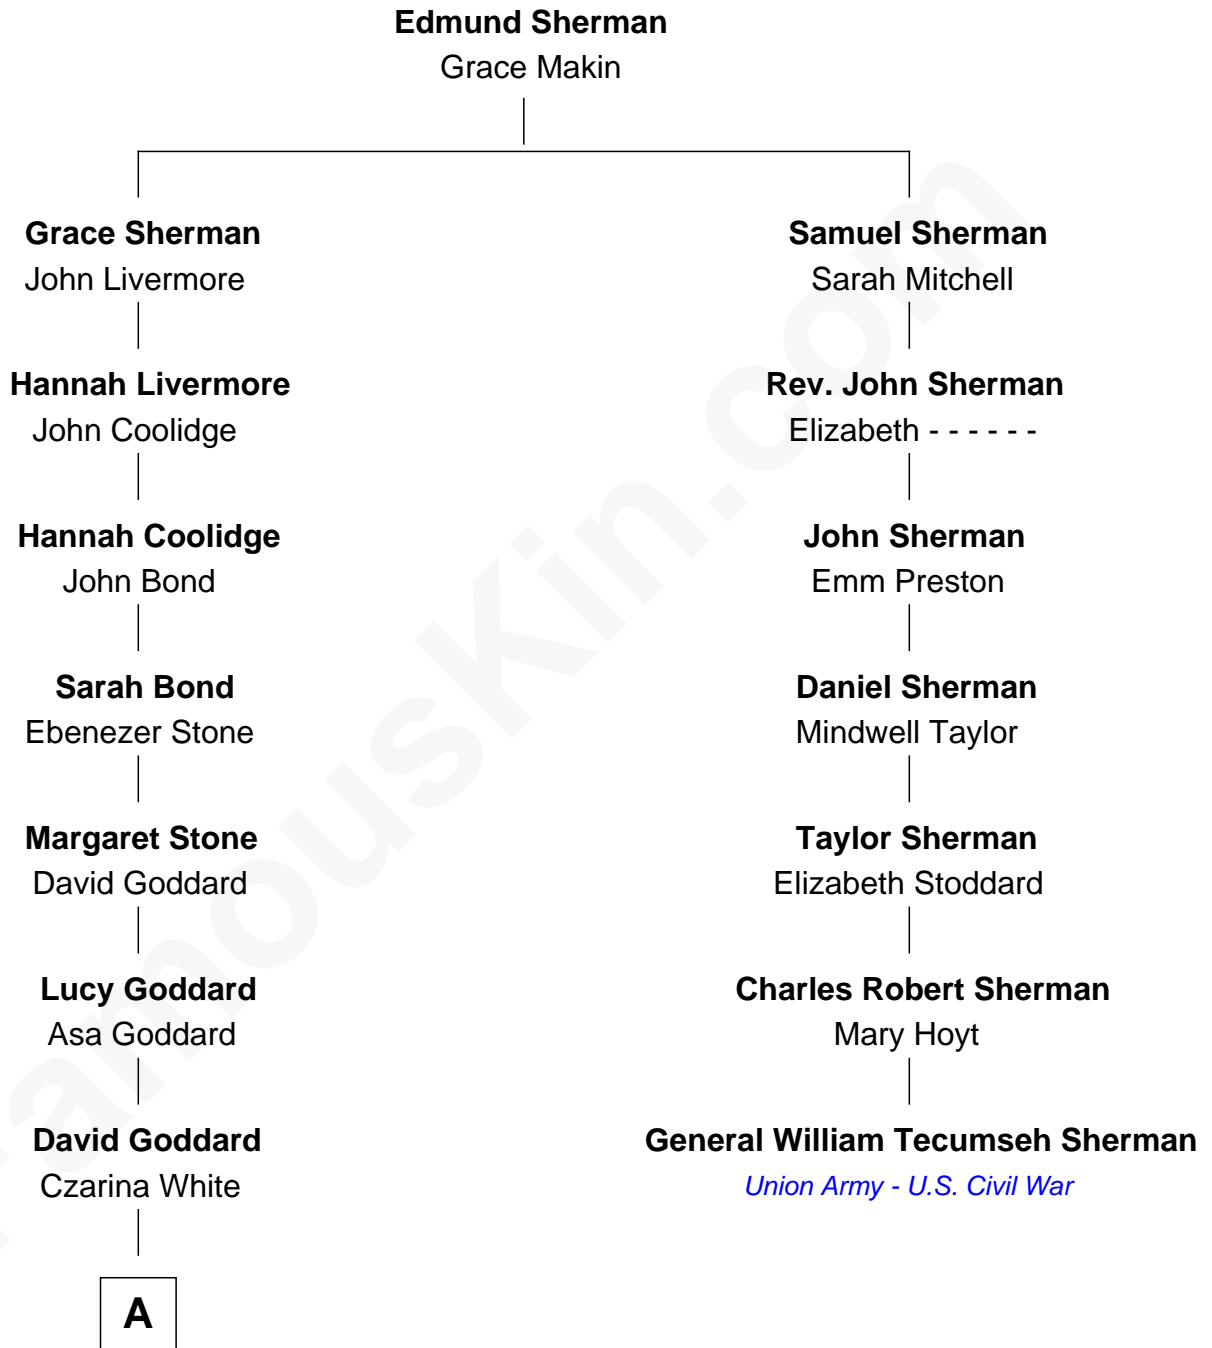 Edmund Sherman
Grace Makin
Grace Sherman
John Livermore
Samuel Sherman
Sarah Mitchell
Hannah Livermore
John Coolidge
Rev. John Sherman
Elizabeth - - - - - -
Hannah Coolidge
John Bond
John Sherman
Emm Preston
Sarah Bond
Ebenezer Stone
Daniel Sherman
Mindwell Taylor
Margaret Stone
David Goddard
Taylor Sherman
Elizabeth Stoddard
Lucy Goddard
Asa Goddard
Charles Robert Sherman
Mary Hoyt
David Goddard
Czarina White
General William Tecumseh Sherman
Union Army - U.S. Civil War
A
FamousKin.com